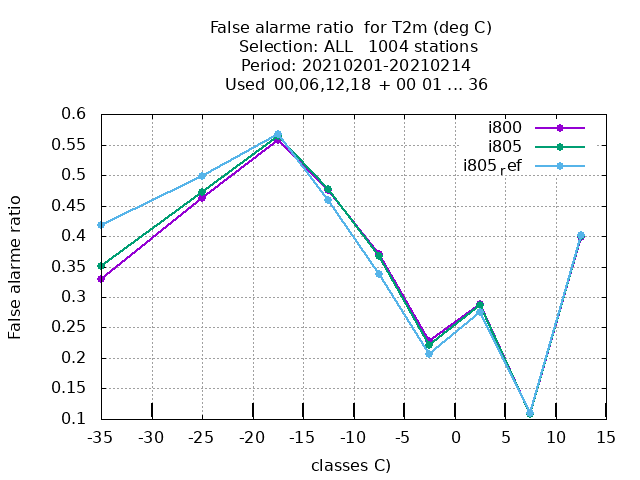 False alarme ratio  for T2m (deg C)
Selection: ALL   1004 stations
Period: 20210201-20210214
Used  00,06,12,18 + 00 01 ... 36
i800
i805
i805ref
0.6
0.55
0.5
0.45
0.4
0.35
0.3
0.25
0.2
0.15
0.1
False alarme ratio
-35 -30 -25 -20 -15 -10 -5 0 5 10 15
classes C)